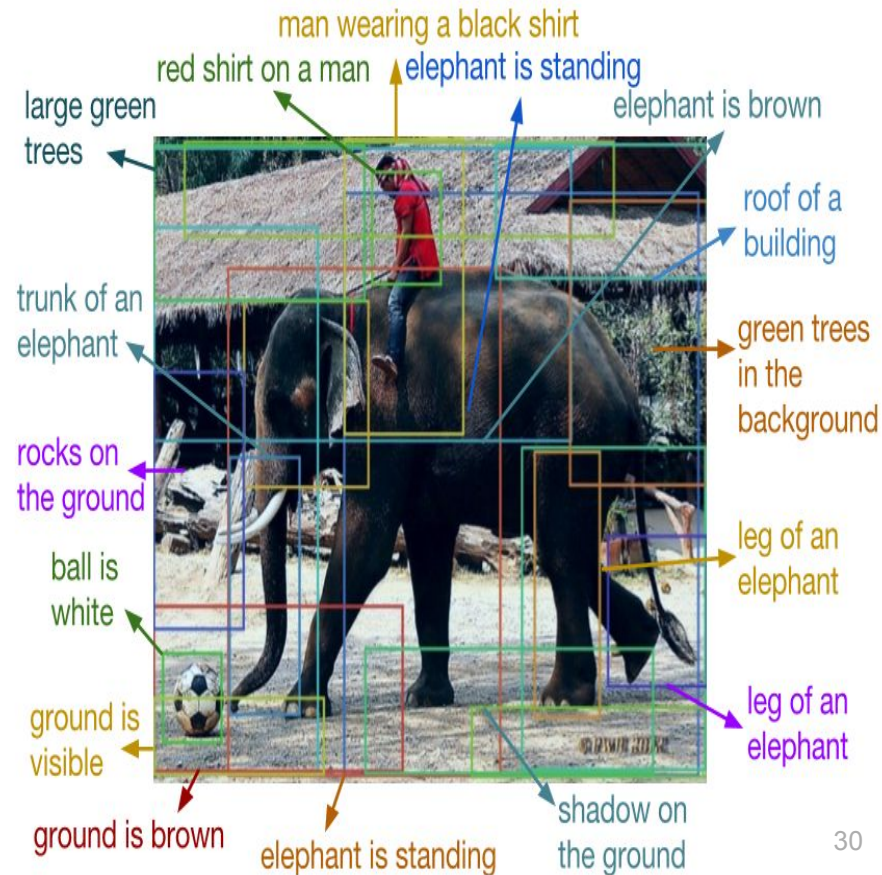 man wearing a black shirt
red shirt on a man
elephant is standing
large green
trees
elephant is brown
roof of a
building
trunk of an
elephant
green trees
in the
background
rocks on
the ground
leg of an
elephant
ball is
white
leg of an
elephant
ground is
visible
shadow on
the ground
ground is brown
elephant is standing
30